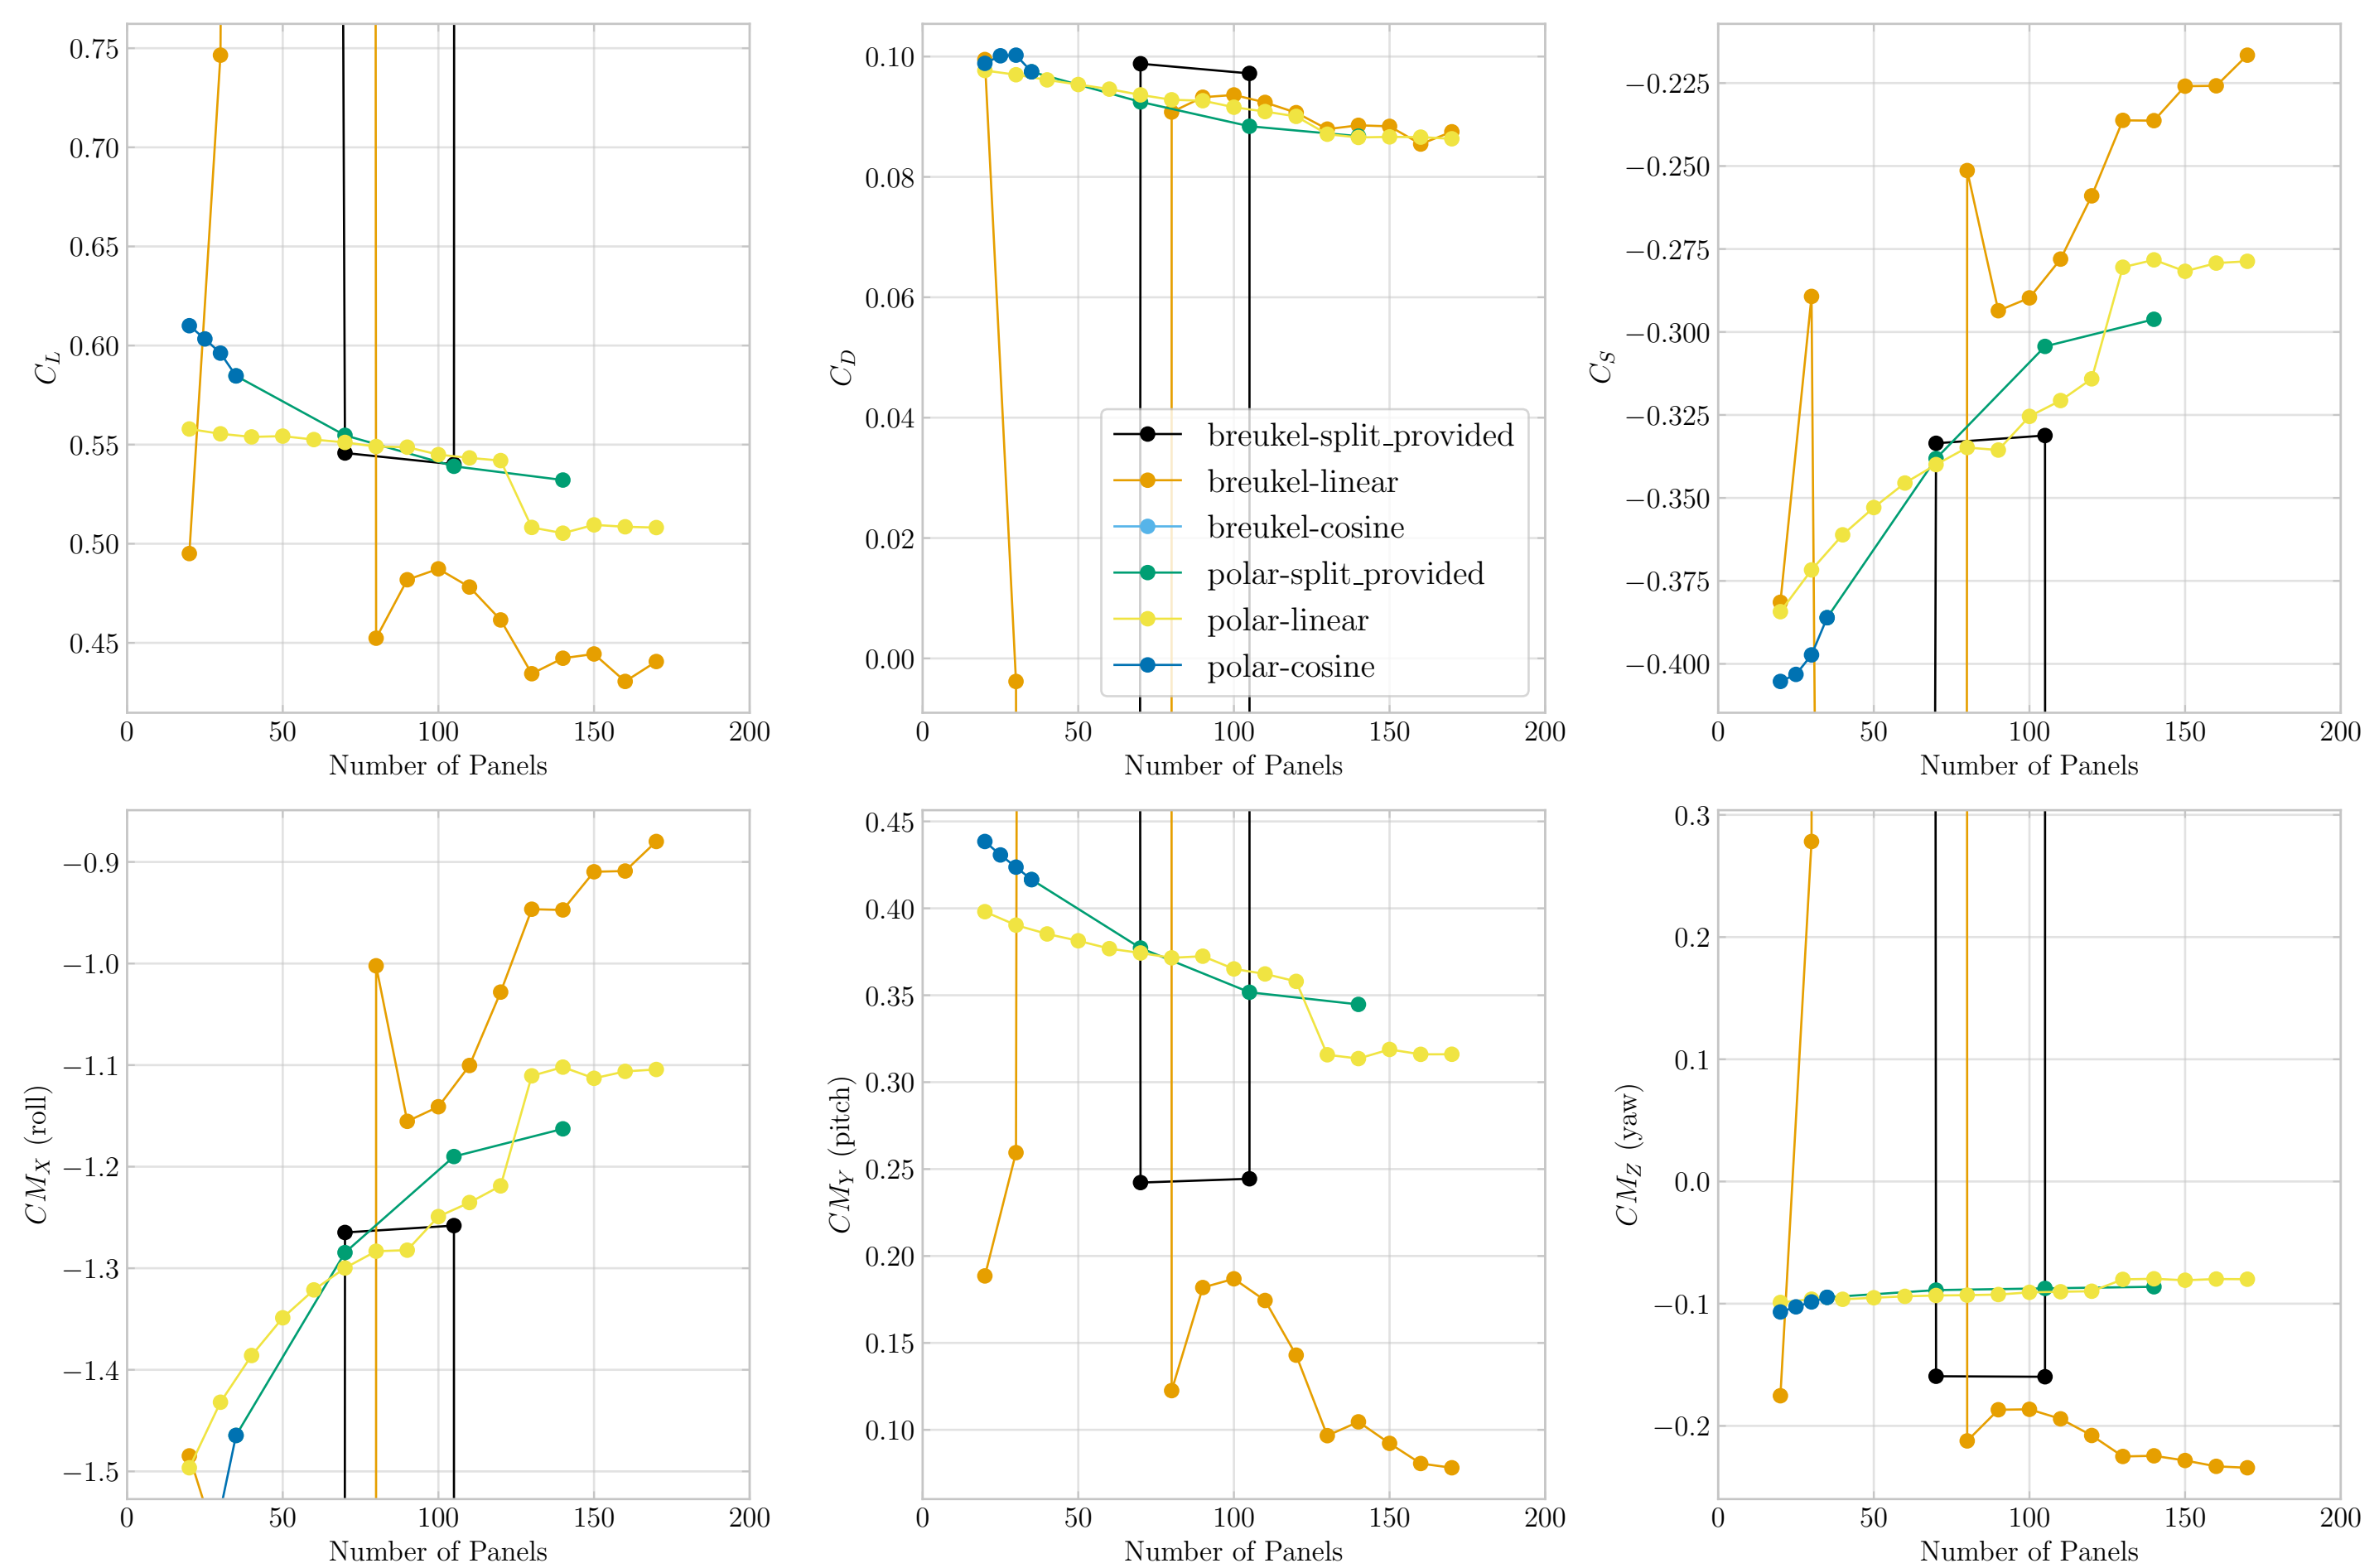 0.75
0.70
0.65
0.60
0.55
0.50
0.45
C_L
0 50 100 150 200
Number of Panels
0.10
0.08
0.06
0.04
0.02
0.00
C_D
breukel-split_provided
breukel-linear
breukel-cosine
polar-split_provided
polar-linear
polar-cosine
0 50 100 150 200
Number of Panels
−0.225
−0.250
−0.275
−0.300
−0.325
−0.350
−0.375
−0.400
C_S
0 50 100 150 200
Number of Panels
−0.9
−1.0
−1.1
−1.2
−1.3
−1.4
−1.5
CM_X (roll)
0 50 100 150 200
Number of Panels
0.45
0.40
0.35
0.30
0.25
0.20
0.15
0.10
CM_Y (pitch)
0 50 100 150 200
Number of Panels
0.3
0.2
0.1
0.0
−0.1
−0.2
CM_Z (yaw)
0 50 100 150 200
Number of Panels